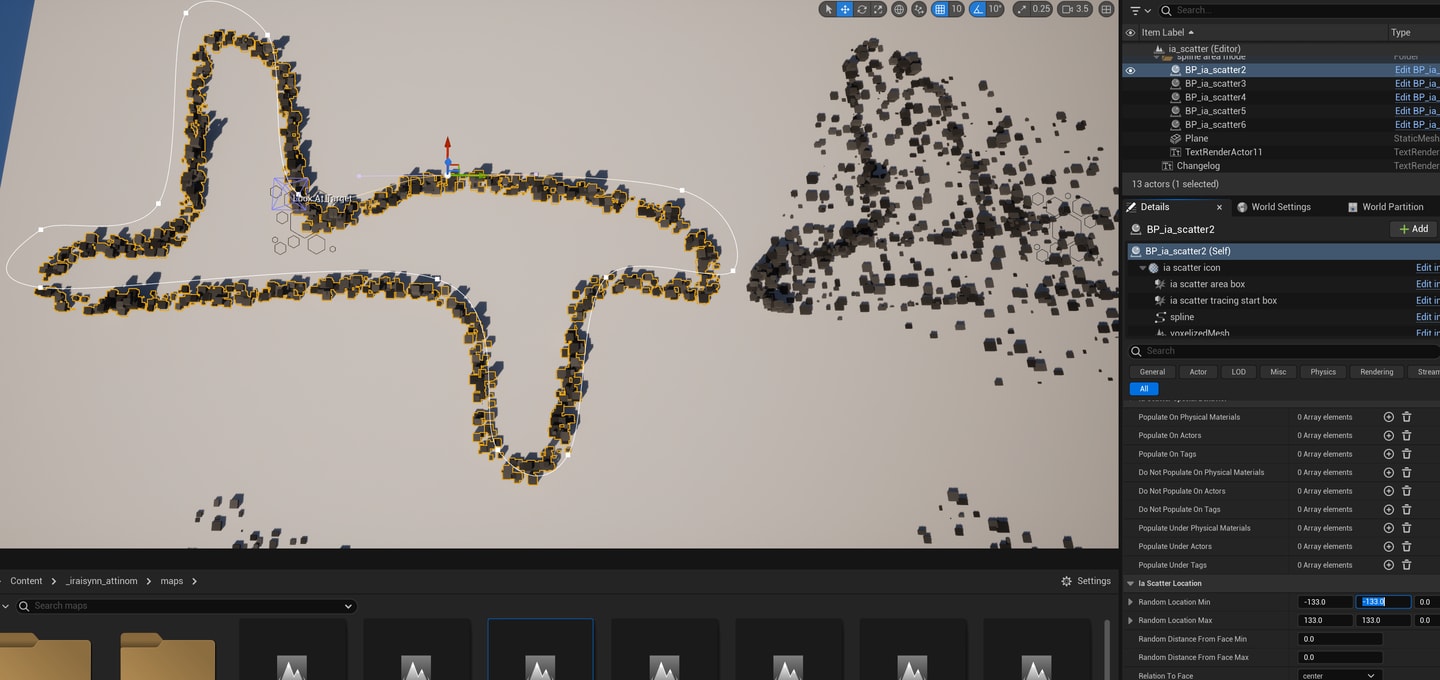 10
10°
0.25
3.5
Search...
Item Label
Type
ia_scatter (Editor)
spline area mode
Folder
BP_ia_scatter2
Edit BP_ia_
BP_ia_scatter3
Edit BP_ia_
BP_ia_scatter4
Edit BP_ia_
BP_ia_scatter5
Edit BP_ia_
BP_ia_scatter6
Edit BP_ia_
Plane
StaticMesh
TextRenderActor11
TextRender
Changelog
TextRender
13 actors (1 selected)
Details
World Settings
World Partition
BP_ia_scatter2
Add
BP_ia_scatter2 (Self)
ia scatter icon
Edit in
ia scatter area box
Edit in
ia scatter tracing start box
Edit in
spline
Edit in
voxelizedMesh
Edit in
Search
General
Actor
LOD
Misc
Physics
Rendering
Stream
All
Populate On Physical Materials
0 Array elements
Populate On Actors
0 Array elements
Populate On Tags
0 Array elements
Do Not Populate On Physical Materials
0 Array elements
Do Not Populate On Actors
0 Array elements
Do Not Populate On Tags
0 Array elements
Populate Under Physical Materials
0 Array elements
Populate Under Actors
0 Array elements
Populate Under Tags
0 Array elements
Ia Scatter Location
Random Location Min
-133.0
-133.0
0.0
Random Location Max
133.0
133.0
0.0
Random Distance From Face Min
0.0
Random Distance From Face Max
0.0
Relation To Face
center
Look At Target
Content
_iraisynn_attinom
maps
Settings
Search maps